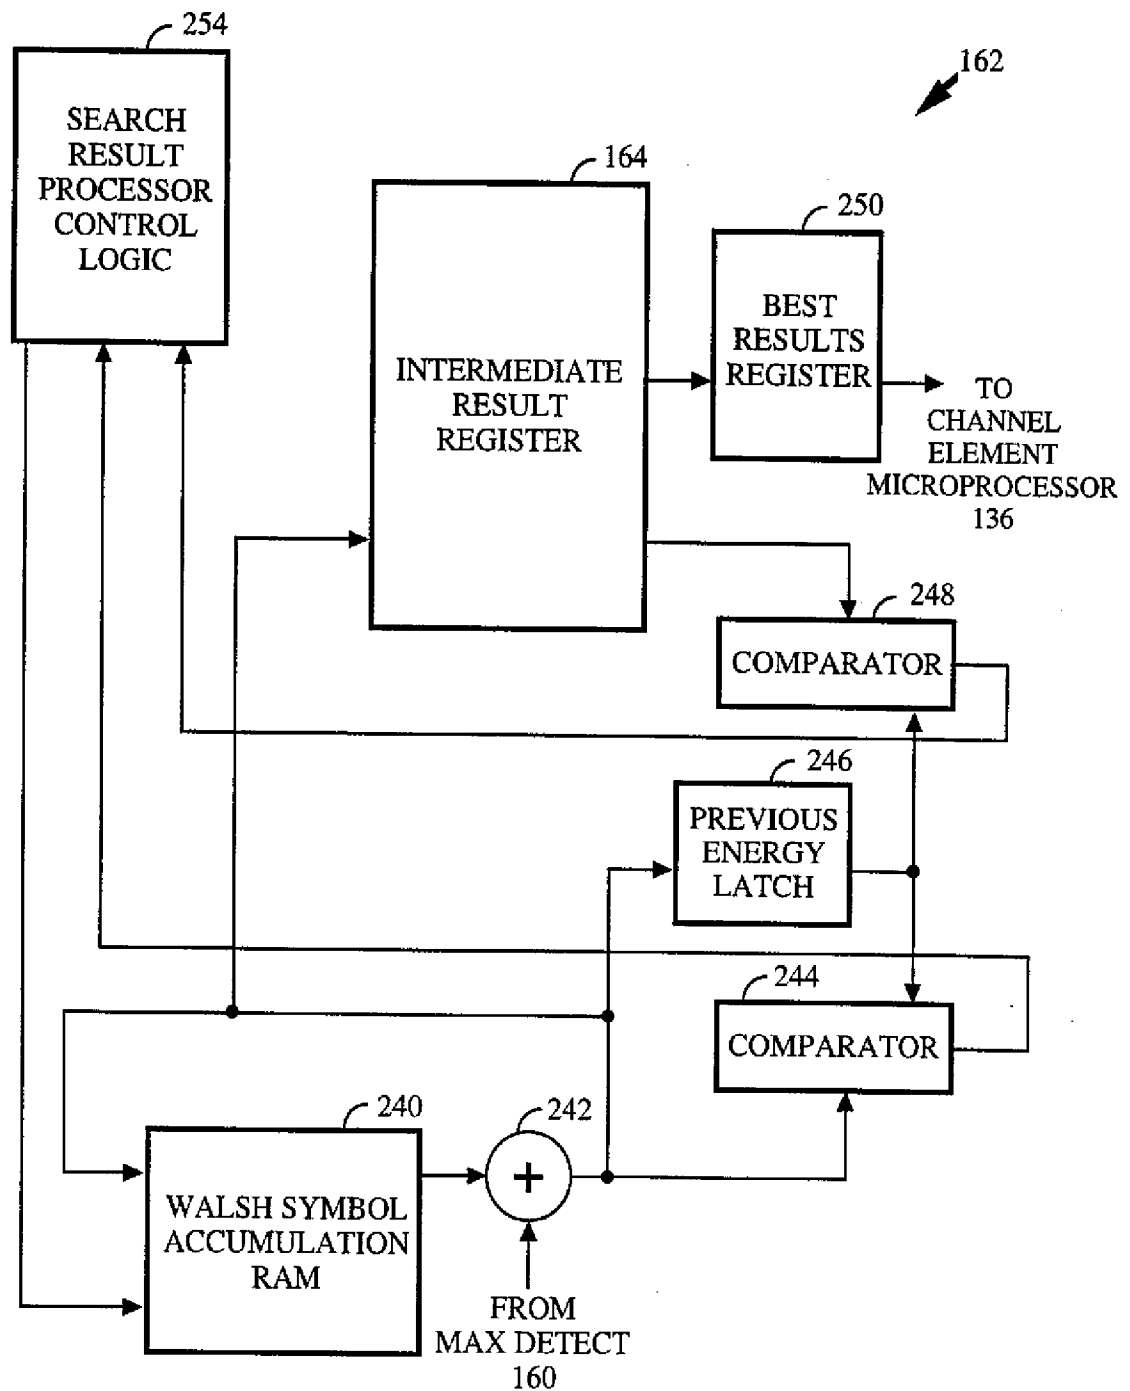 254
SEARCH
RESULT
PROCESSOR
CONTROL
LOGIC
162
164
INTERMEDIATE
RESULT
REGISTER
250
BEST
RESULTS
REGISTER
TO
CHANNEL
ELEMENT
MICROPROCESSOR
136
248
COMPARATOR
246
PREVIOUS
ENERGY
LATCH
244
COMPARATOR
240
WALSH SYMBOL
ACCUMULATION
RAM
242
+
FROM
MAX DETECT
160